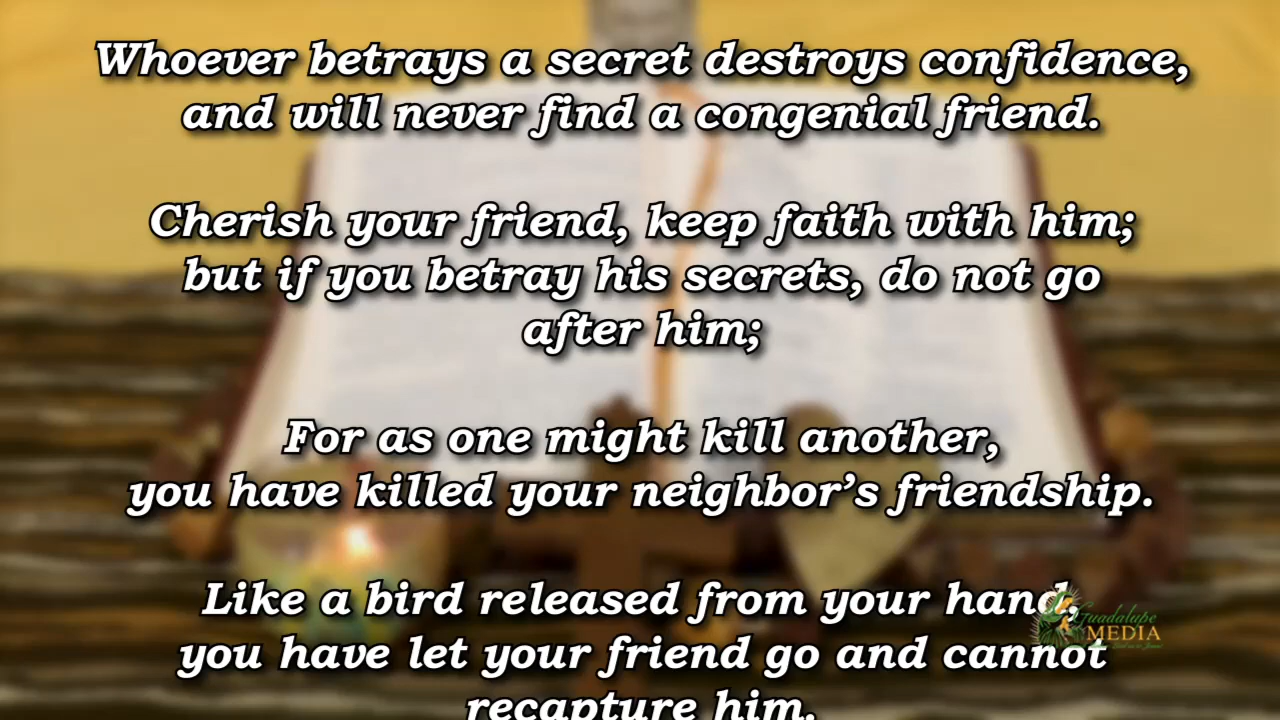 Whoever betrays a secret destroys confidence,
and will never find a congenial friend.
Cherish your friend, keep faith with him;
but if you betray his secrets, do not go
after him;
For as one might kill another,
you have killed your neighbor’s friendship.
Like a bird released from your hand,
you have let your friend go and cannot
recapture him.
Guadalupe
MEDIA